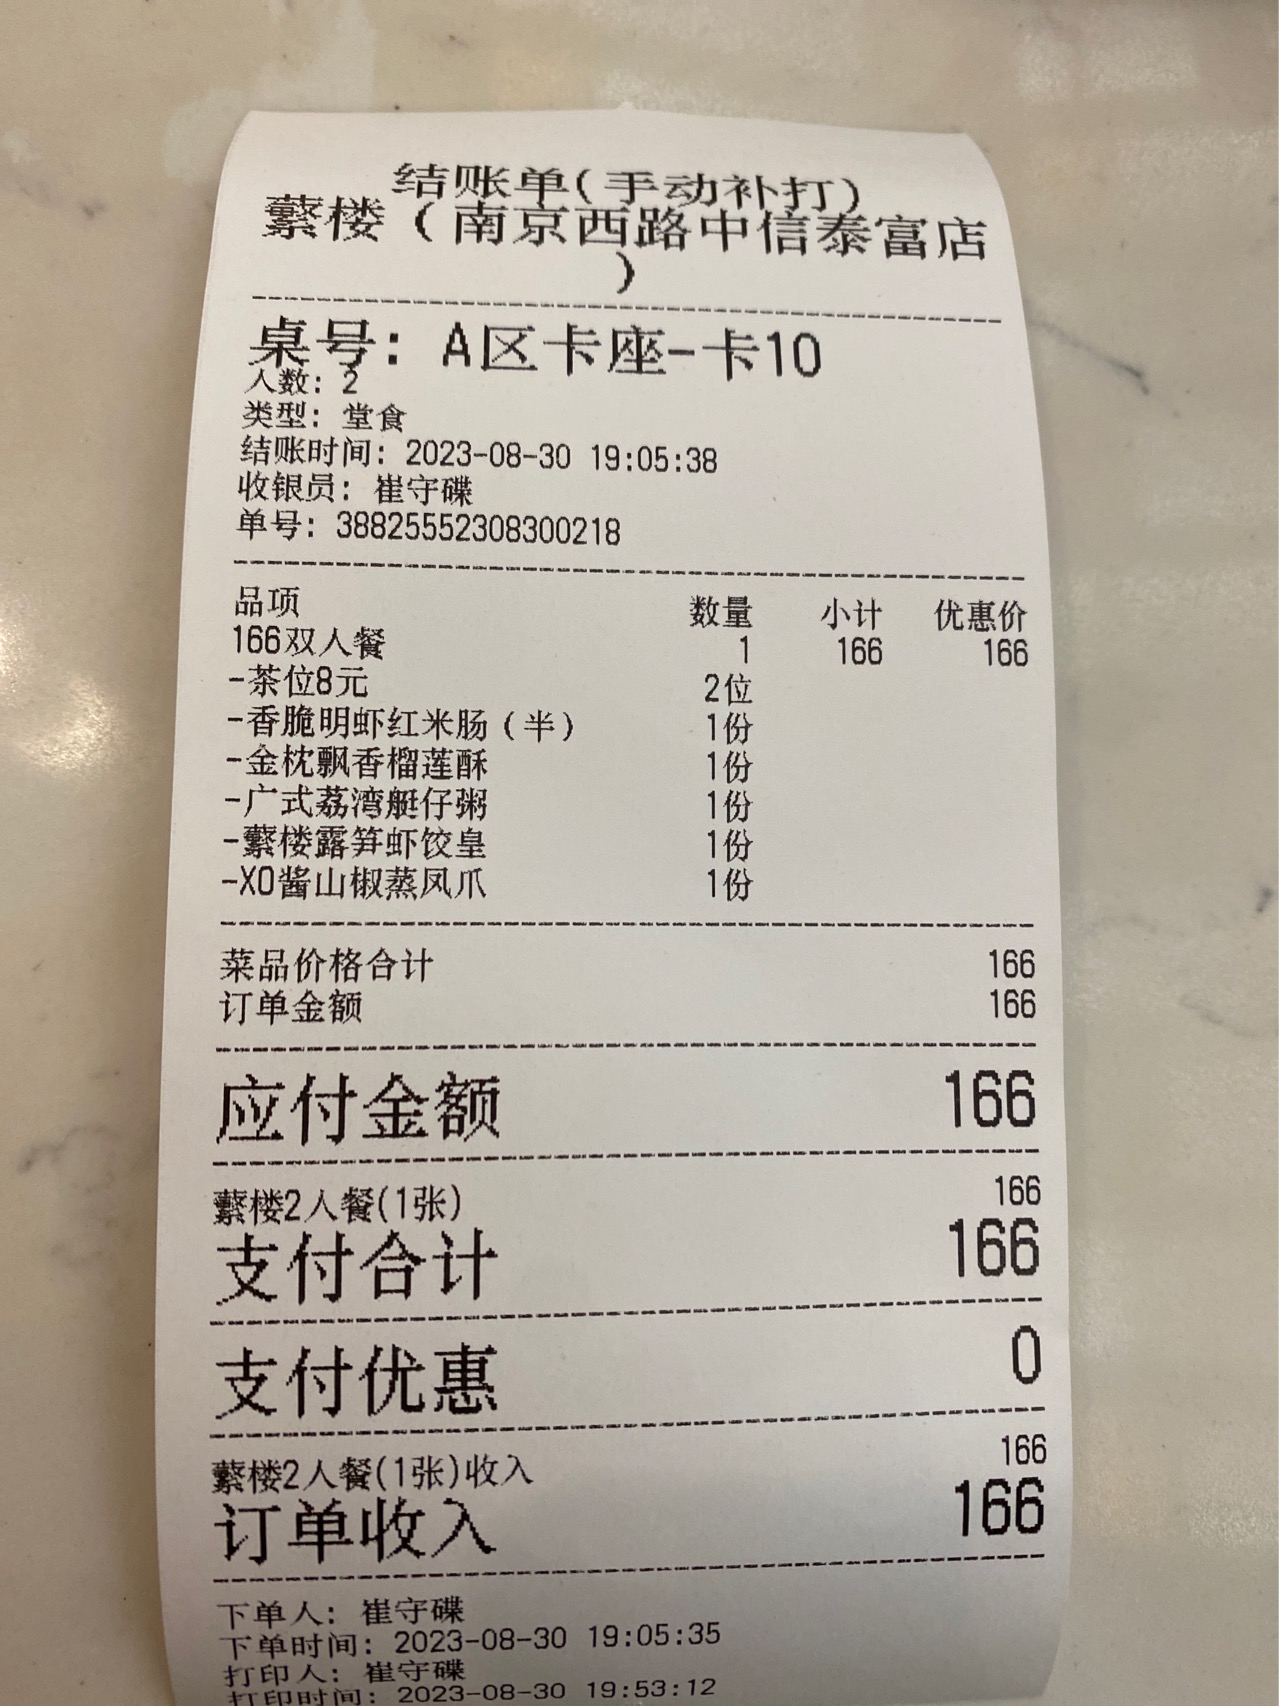 结账单(手动补打)
蘩楼（南京西路中信泰富店
）
桌号: A区卡座-卡10
人数: 2
类型: 堂食
结账时间: 2023-08-30 19:05:38
收银员: 崔守碟
单号: 38825552308300218
品项 数量 小计 优惠价
166双人餐 1 166 166
-茶位8元 2位
-香脆明虾红米肠（半） 1份
-金枕飘香榴莲酥 1份
-广式荔湾艇仔粥 1份
-蘩楼露笋虾饺皇 1份
-XO酱山椒蒸凤爪 1份
菜品价格合计 166
订单金额 166
应付金额 166
蘩楼2人餐(1张) 166
支付合计 166
支付优惠 0
蘩楼2人餐(1张)收入 166
订单收入 166
下单人: 崔守碟
下单时间: 2023-08-30 19:05:35
打印人: 崔守碟
打印时间: 2023-08-30 19:53:12